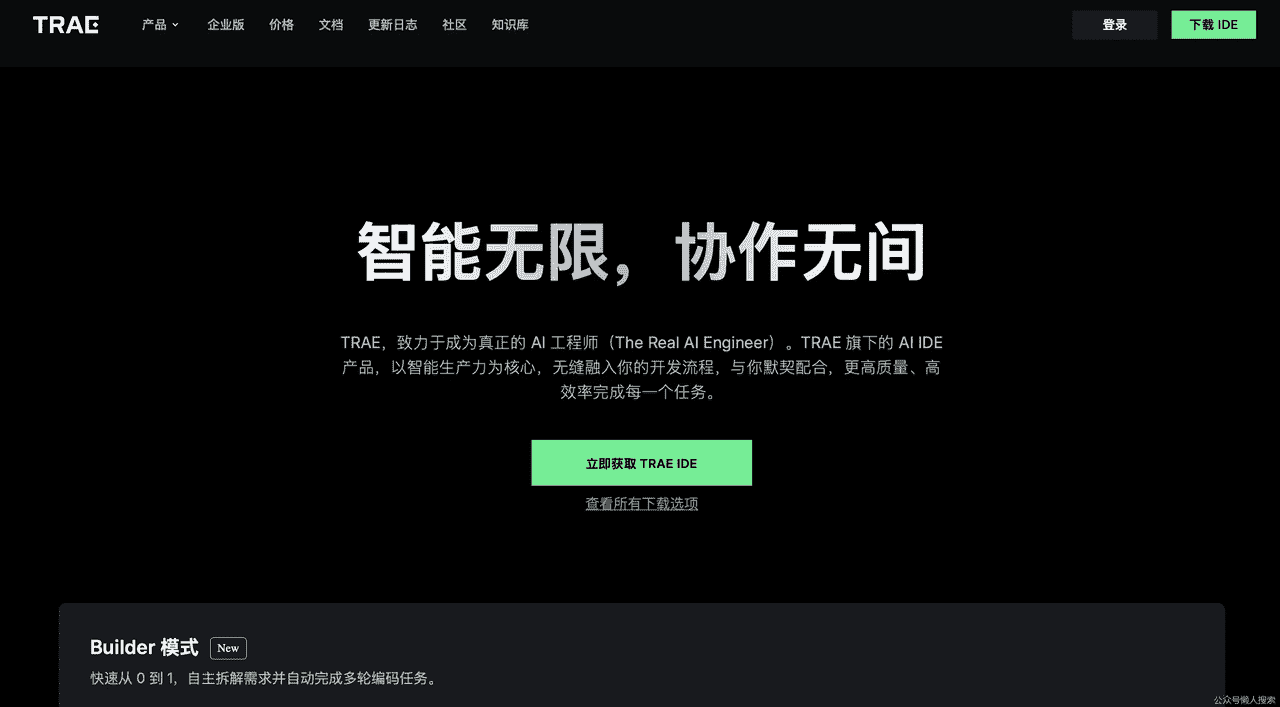 TRAE 产品 企业版 价格 文档 更新日志 社区 知识库 登录 下载 IDE
智能无限，协作无间
TRAE，致力于成为真正的 AI 工程师（The Real AI Engineer）。TRAE 旗下的 AI IDE
产品，以智能生产力为核心，无缝融入你的开发流程，与你默契配合，更高质量、高
效率完成每一个任务。
立即获取 TRAE IDE
查看所有下载选项
Builder 模式 New
快速从 0 到 1，自主拆解需求并自动完成多轮编码任务。
公众号懒人搜索